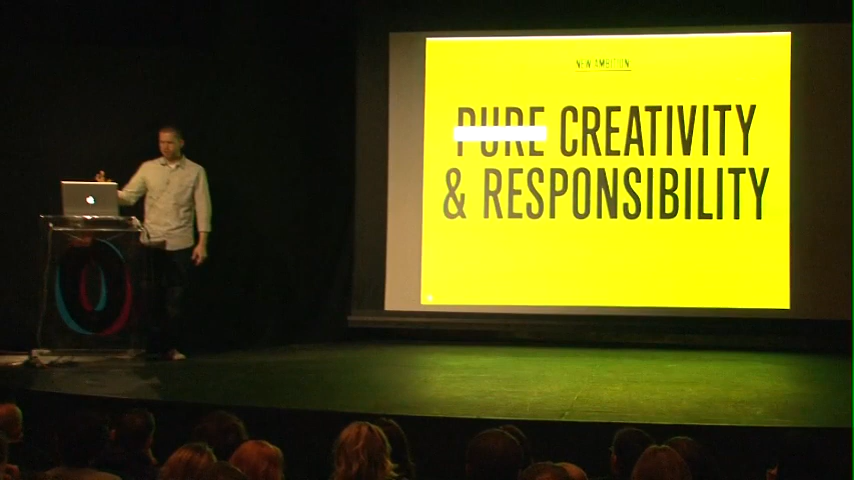 NEW AMBITION
PURE CREATIVITY
& RESPONSIBILITY